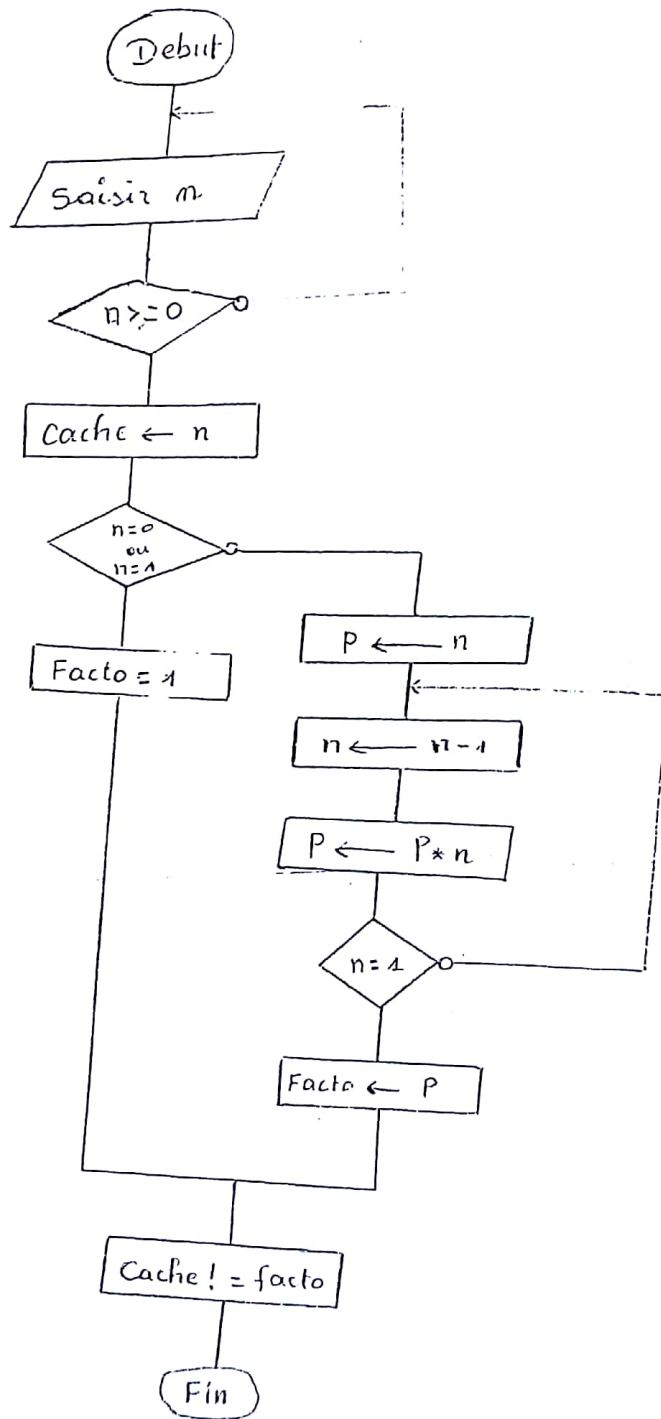 Debut
Saisir n
n>=0
Cache ← n
n=0
ou
n=1
Facto = 1
P ← n
n ← n-1
P ← P * n
n=1
Facto ← P
Cache! = facto
Fin